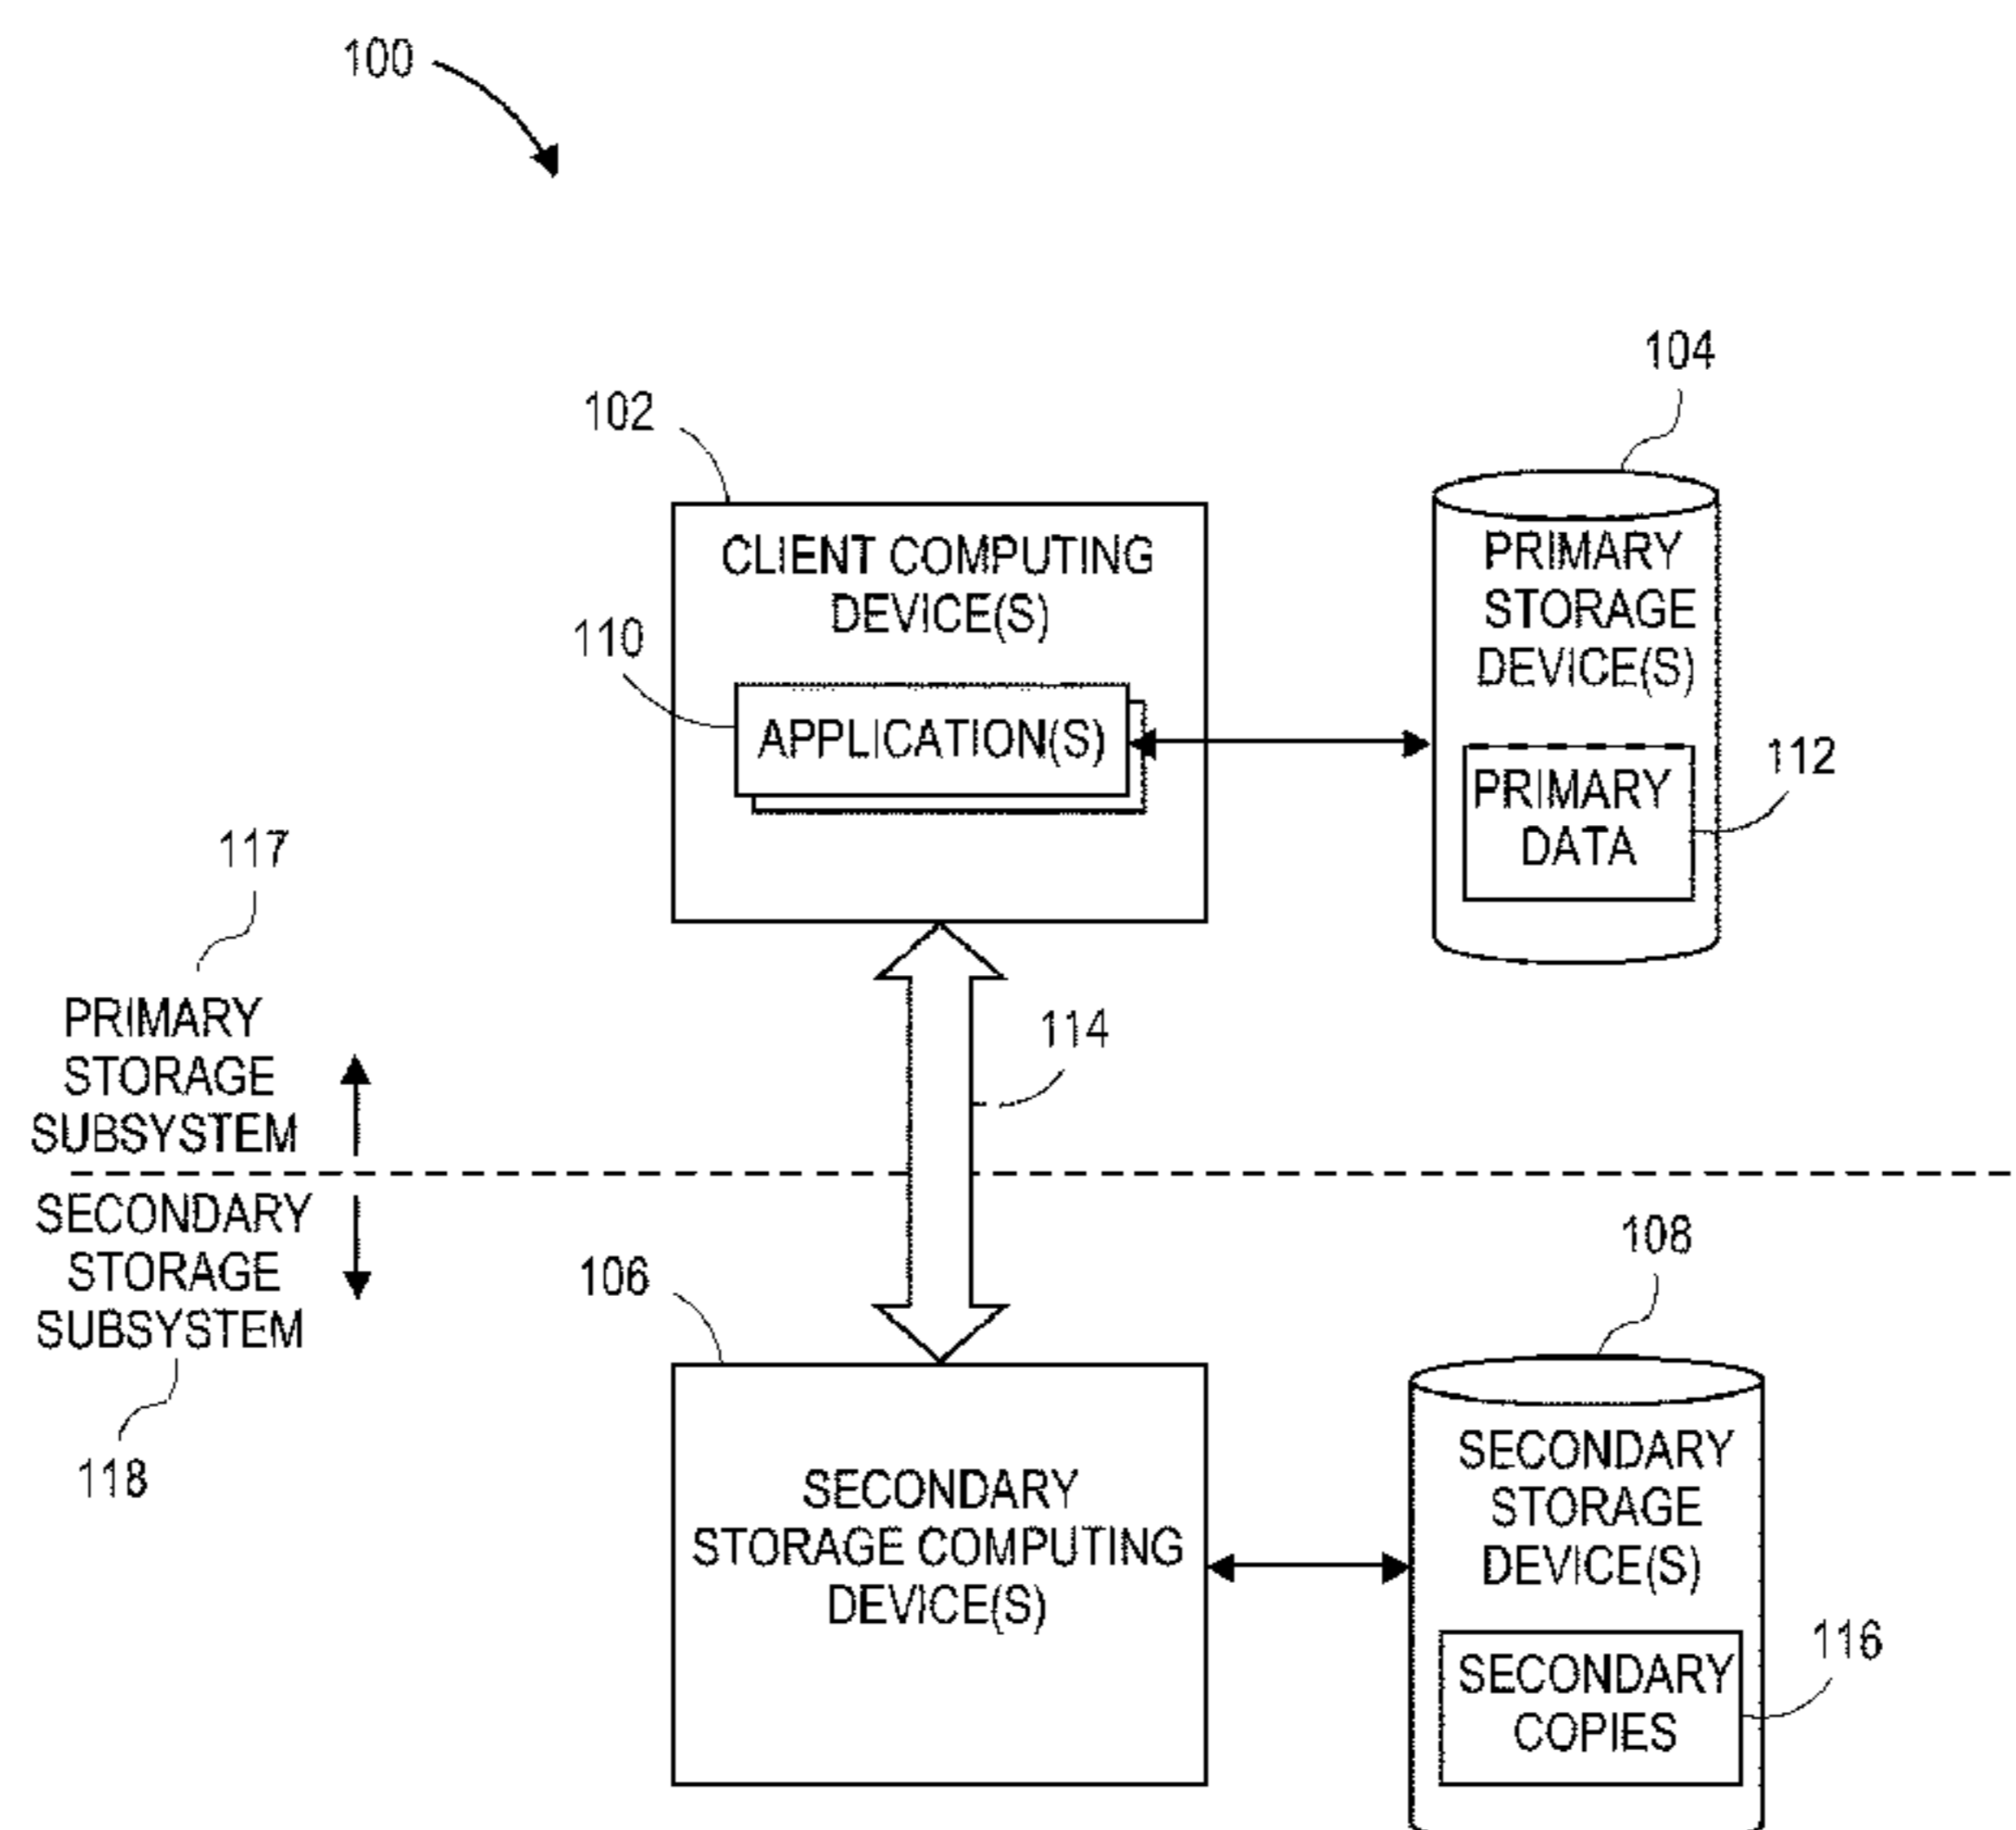 100
104
102
CLIENT COMPUTING
DEVICE(S)
110
APPLICATION(S)
PRIMARY
STORAGE
DEVICE(S)
112
PRIMARY
DATA
117
PRIMARY
STORAGE
SUBSYSTEM
114
SECONDARY
STORAGE
SUBSYSTEM
118
106
SECONDARY
STORAGE COMPUTING
DEVICE(S)
108
SECONDARY
STORAGE
DEVICE(S)
116
SECONDARY
COPIES